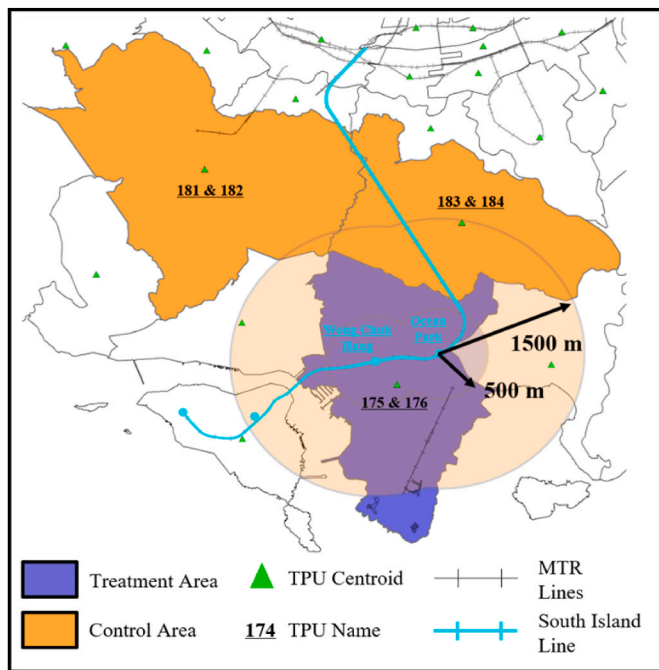 181 & 182
183 & 184
Wong Chuk
Hang
Ocean
Park
1500 m
500 m
175 & 176
Treatment Area
TPU Centroid
MTR
Lines
Control Area
174 TPU Name
South Island
Line